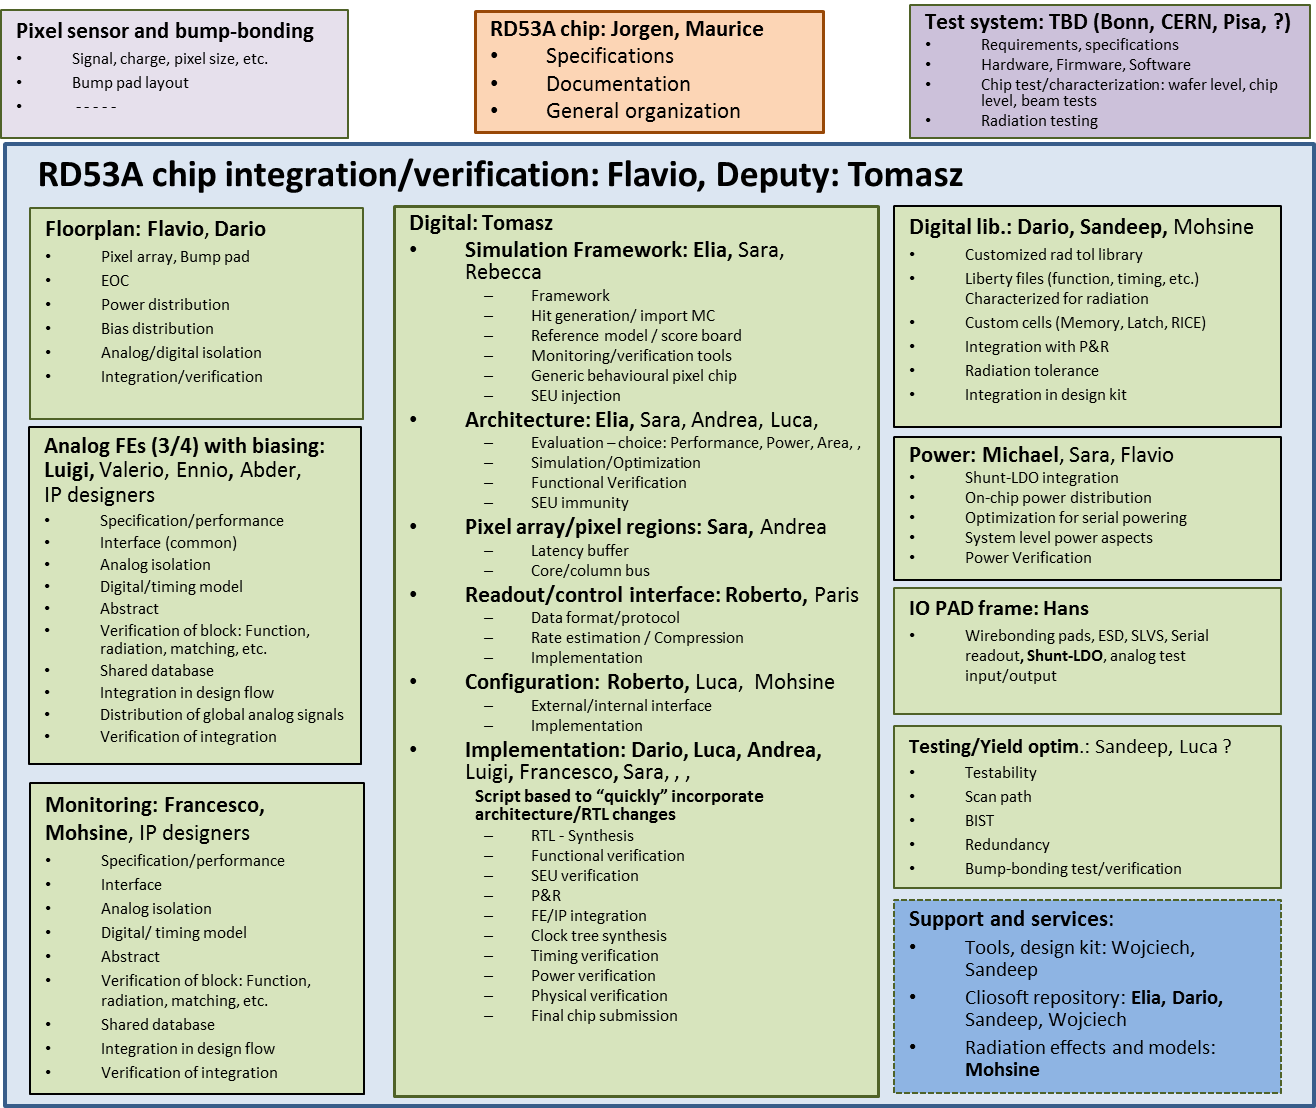 Pixel sensor and bump-bonding
• Signal, charge, pixel size, etc.
• Bump pad layout
• -----
RD53A chip: Jorgen, Maurice
• Specifications
• Documentation
• General organization
Test system: TBD (Bonn, CERN, Pisa, ?)
• Requirements, specifications
• Hardware, Firmware, Software
• Chip test/characterization: wafer level, chip
level, beam tests
• Radiation testing
RD53A chip integration/verification: Flavio, Deputy: Tomasz
Floorplan: Flavio, Dario
• Pixel array, Bump pad
• EOC
• Power distribution
• Bias distribution
• Analog/digital isolation
• Integration/verification
Analog FEs (3/4) with biasing:
Luigi, Valerio, Ennio, Abder,
IP designers
• Specification/performance
• Interface (common)
• Analog isolation
• Digital/timing model
• Abstract
• Verification of block: Function,
radiation, matching, etc.
• Shared database
• Integration in design flow
• Distribution of global analog signals
• Verification of integration
Monitoring: Francesco,
Mohsine, IP designers
• Specification/performance
• Interface
• Analog isolation
• Digital/ timing model
• Abstract
• Verification of block: Function,
radiation, matching, etc.
• Shared database
• Integration in design flow
• Verification of integration
Digital: Tomasz
• Simulation Framework: Elia, Sara,
Rebecca
– Framework
– Hit generation/ import MC
– Reference model / score board
– Monitoring/verification tools
– Generic behavioural pixel chip
– SEU injection
• Architecture: Elia, Sara, Andrea, Luca,
– Evaluation – choice: Performance, Power, Area, , ,
– Simulation/Optimization
– Functional Verification
– SEU immunity
• Pixel array/pixel regions: Sara, Andrea
– Latency buffer
– Core/column bus
• Readout/control interface: Roberto, Paris
– Data format/protocol
– Rate estimation / Compression
– Implementation
• Configuration: Roberto, Luca, Mohsine
– External/internal interface
– Implementation
• Implementation: Dario, Luca, Andrea,
Luigi, Francesco, Sara, , ,
Script based to “quickly” incorporate
architecture/RTL changes
– RTL - Synthesis
– Functional verification
– SEU verification
– P&R
– FE/IP integration
– Clock tree synthesis
– Timing verification
– Power verification
– Physical verification
– Final chip submission
Digital lib.: Dario, Sandeep, Mohsine
• Customized rad tol library
• Liberty files (function, timing, etc.)
Characterized for radiation
• Custom cells (Memory, Latch, RICE)
• Integration with P&R
• Radiation tolerance
• Integration in design kit
Power: Michael, Sara, Flavio
• Shunt-LDO integration
• On-chip power distribution
• Optimization for serial powering
• System level power aspects
• Power Verification
IO PAD frame: Hans
• Wirebonding pads, ESD, SLVS, Serial
readout, Shunt-LDO, analog test
input/output
Testing/Yield optim.: Sandeep, Luca ?
• Testability
• Scan path
• BIST
• Redundancy
• Bump-bonding test/verification
Support and services:
• Tools, design kit: Wojciech,
Sandeep
• Cliosoft repository: Elia, Dario,
Sandeep, Wojciech
• Radiation effects and models:
Mohsine